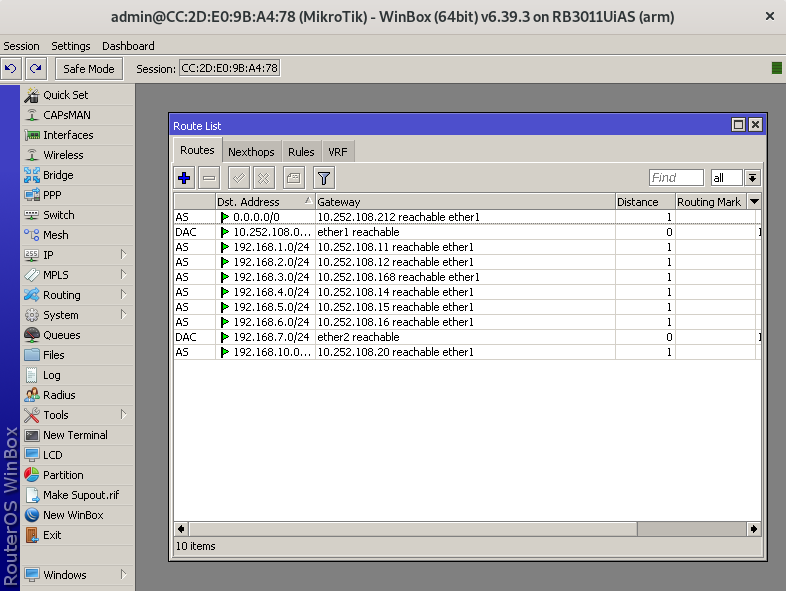 admin@CC:2D:E0:9B:A4:78 (MikroTik) - WinBox (64bit) v6.39.3 on RB3011UiAS (arm)
Session Settings Dashboard
Safe Mode Session: CC:2D:E0:9B:A4:78
Quick Set
CAPsMAN
Interfaces
Wireless
Bridge
PPP
Switch
Mesh
IP
MPLS
Routing
System
Queues
Files
Log
Radius
Tools
New Terminal
LCD
Partition
Make Supout.rif
New WinBox
Exit
Windows
RouterOS WinBox
Route List
Routes Nexthops Rules VRF
Find all
Dst. Address Gateway Distance Routing Mark
AS 0.0.0.0/0 10.252.108.212 reachable ether1 1
DAC 10.252.108.0... ether1 reachable 0
AS 192.168.1.0/24 10.252.108.11 reachable ether1 1
AS 192.168.2.0/24 10.252.108.12 reachable ether1 1
AS 192.168.3.0/24 10.252.108.168 reachable ether1 1
AS 192.168.4.0/24 10.252.108.14 reachable ether1 1
AS 192.168.5.0/24 10.252.108.15 reachable ether1 1
AS 192.168.6.0/24 10.252.108.16 reachable ether1 1
DAC 192.168.7.0/24 ether2 reachable 0
AS 192.168.10.0... 10.252.108.20 reachable ether1 1
10 items